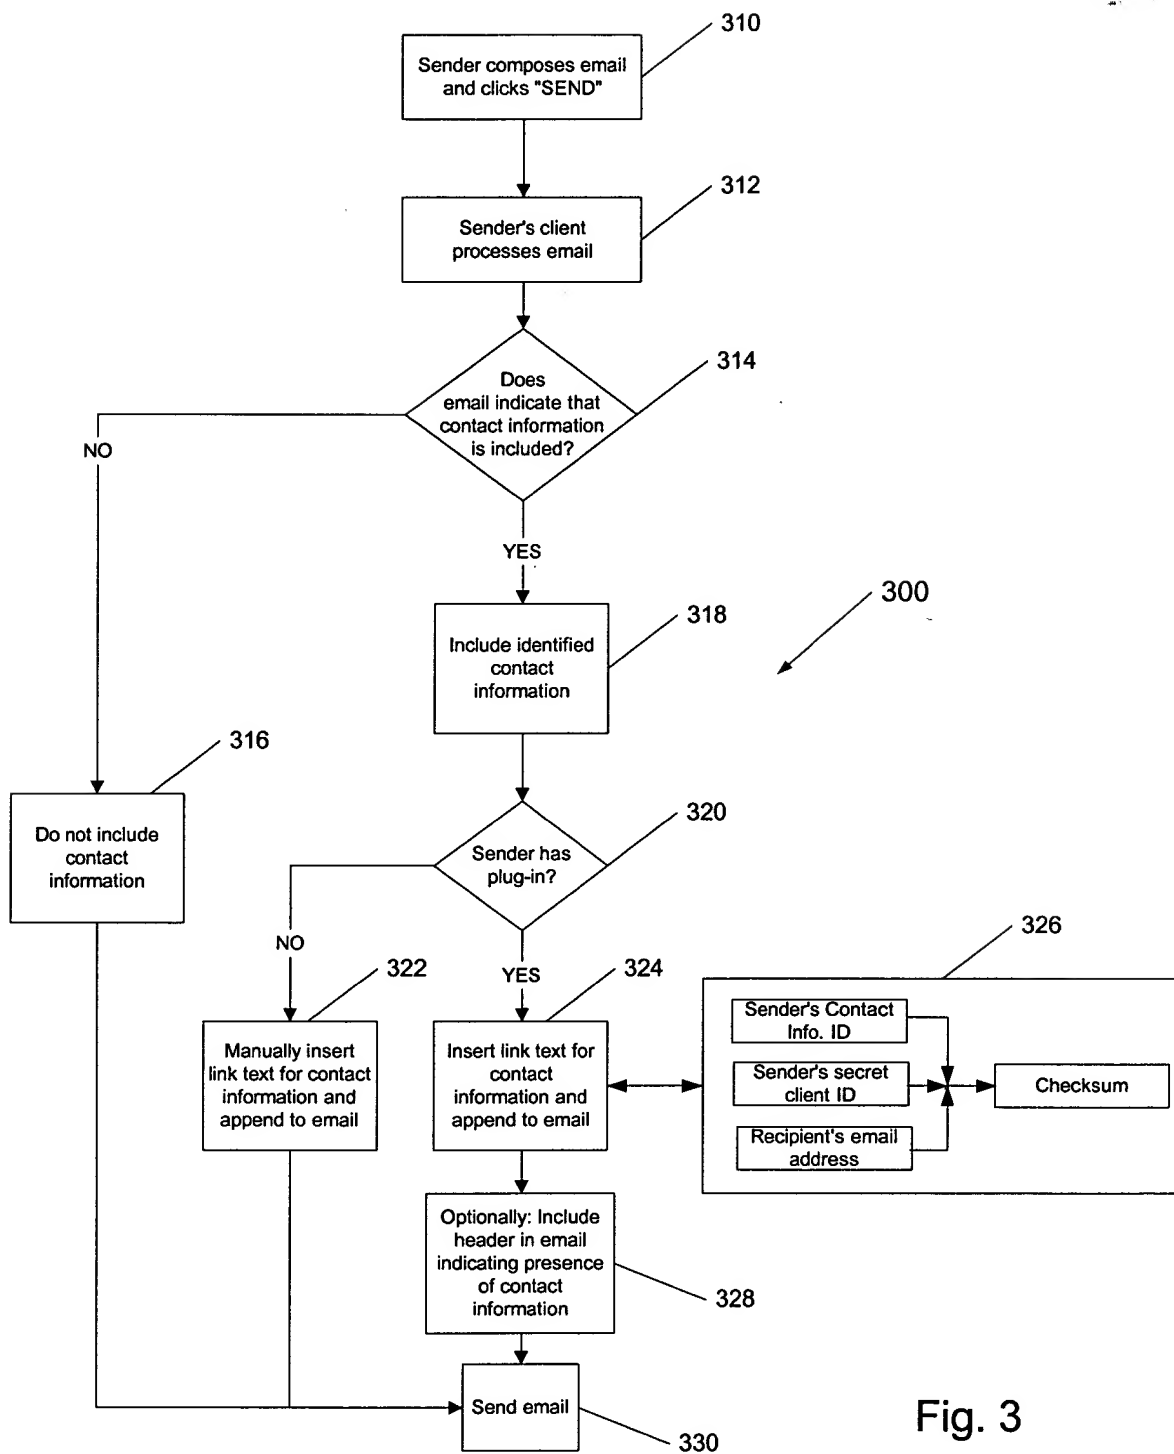 310
Sender composes email
and clicks "SEND"
312
Sender's client
processes email
314
Does
email indicate that
contact information
is included?
NO
YES
300
318
Include identified
contact
information
316
Do not include
contact
information
320
Sender has
plug-in?
NO
YES
322
Manually insert
link text for contact
information and
append to email
324
Insert link text for
contact
information and
append to email
326
Sender's Contact
Info. ID
Sender's secret
client ID
Recipient's email
address
Checksum
Optionally: Include
header in email
indicating presence
of contact
information
328
Send email
330
Fig. 3